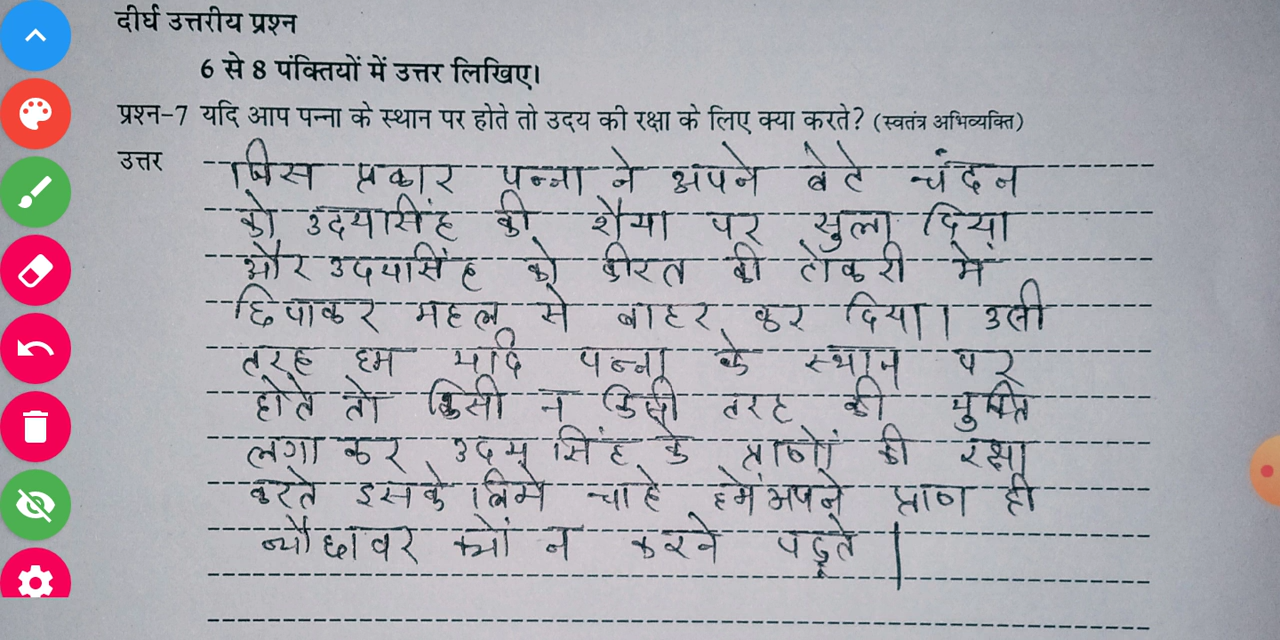 दीर्घ उत्तरीय प्रश्न
6 से 8 पंक्तियों में उत्तर लिखिए।
प्रश्न-7 यदि आप पन्ना के स्थान पर होते तो उदय की रक्षा के लिए क्या करते? (स्वतंत्र अभिव्यक्ति)
उत्तर जिस प्रकार पन्ना ने अपने बेटे चंदन
को उदयासिंह की शैया पर सुला दिया
और उदयासिंह को कीरत की टोकरी में
छिपाकर महल से बाहर कर दिया। उसी
तरह हम यदि पन्ना के स्थान पर
होते तो किसी न किसी तरह की युक्ति
लगा कर उदय सिंह के प्राणों की रक्षा
करते इसके लिये चाहे हमें अपने प्राण ही
न्यौछावर क्यों न करने पड़ते |